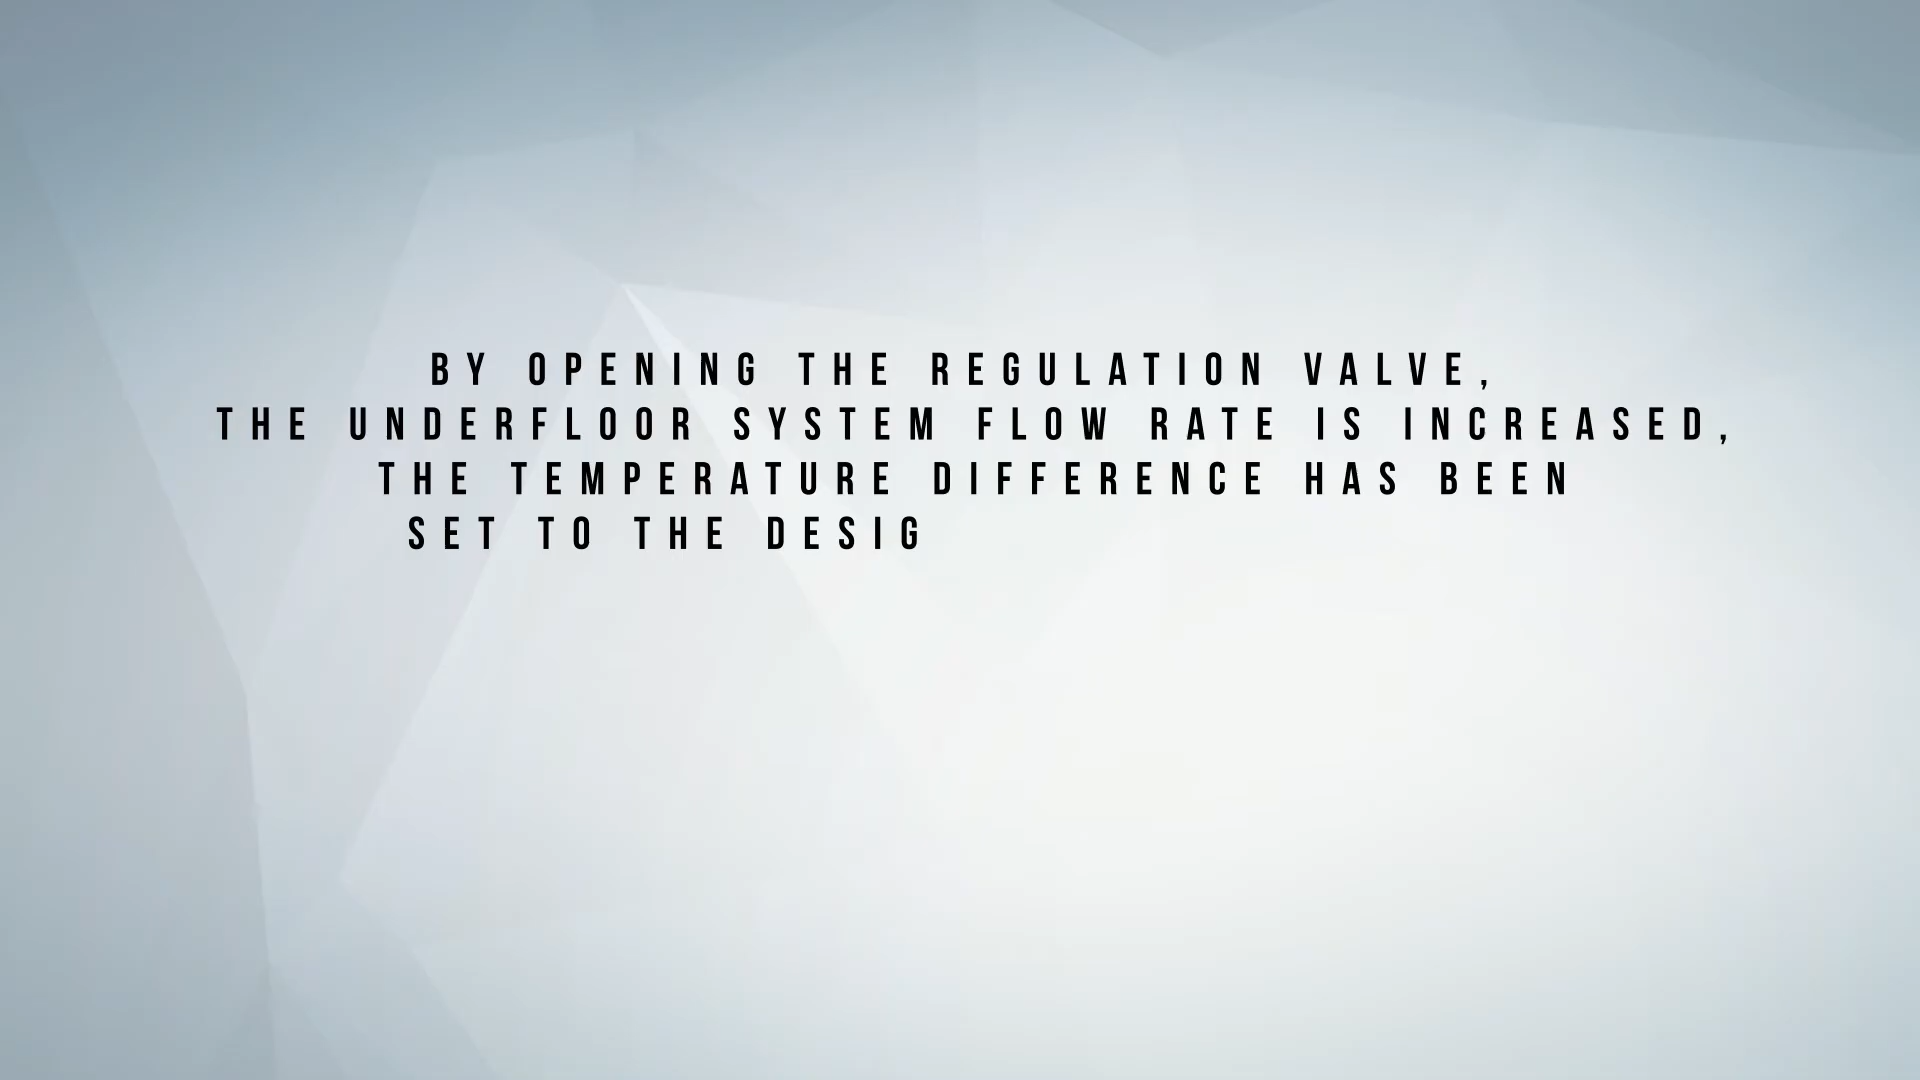 BY OPENING THE REGULATION VALVE,
THE UNDERFLOOR SYSTEM FLOW RATE IS INCREASED,
THE TEMPERATURE DIFFERENCE HAS BEEN
SET TO THE DESIG